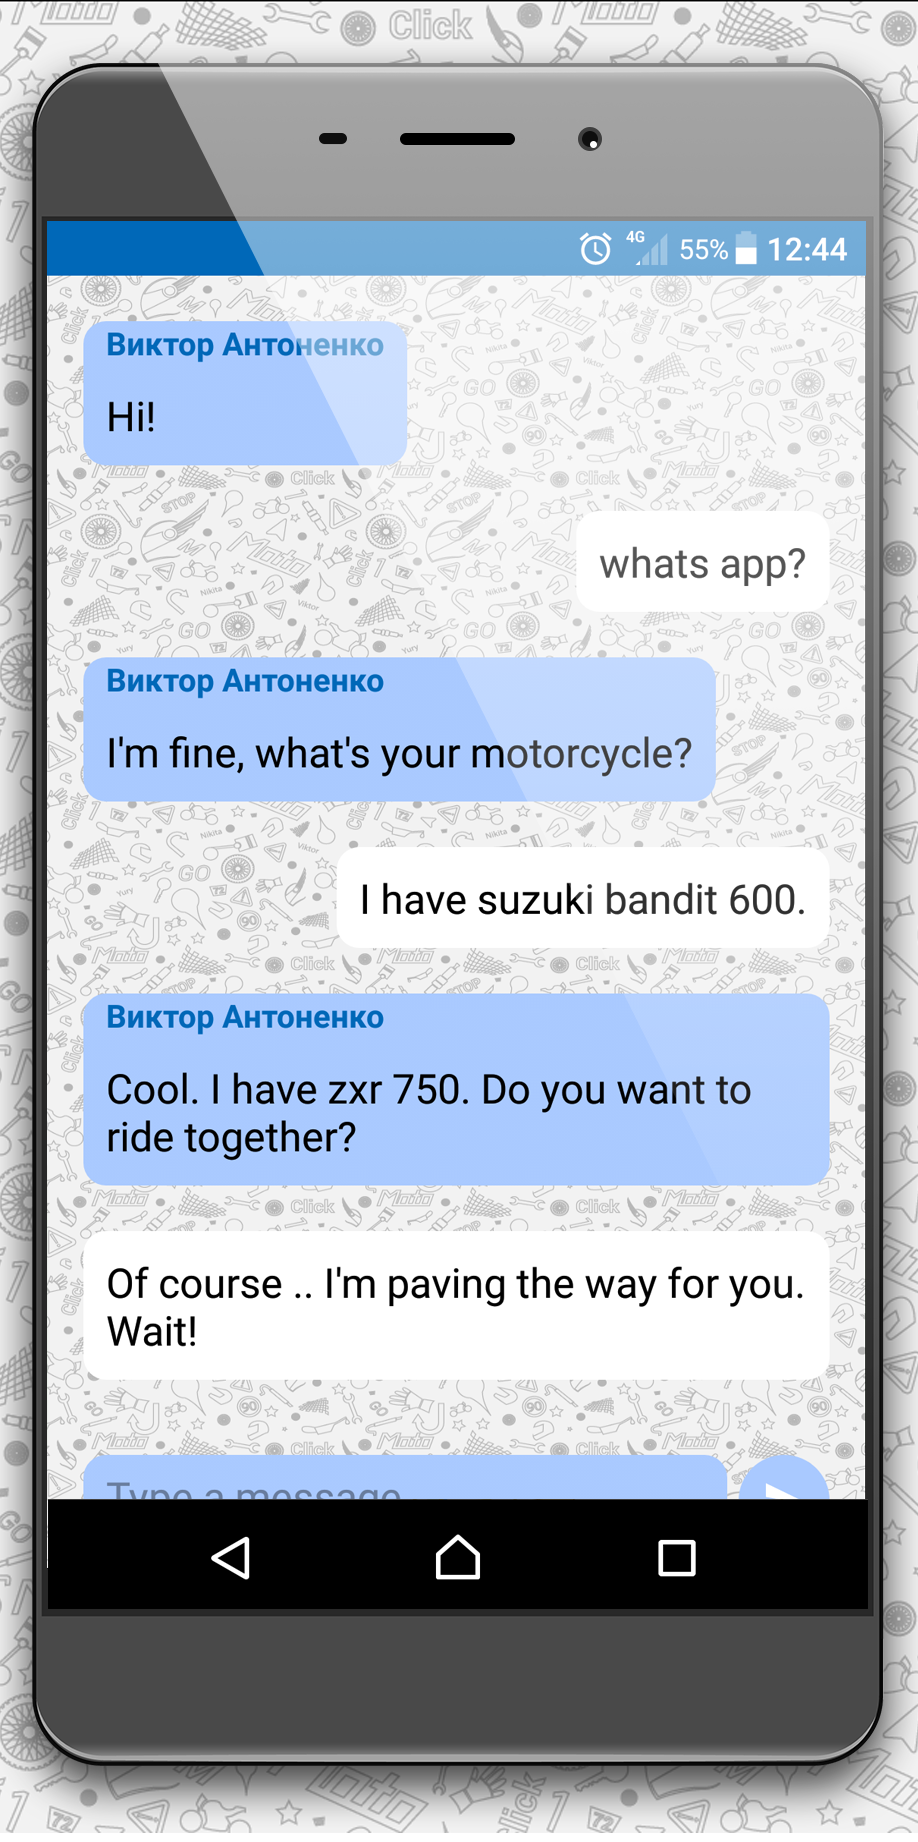 Click
4G 55% 12:44
Виктор Антоненко
Hi!
whats app?
Виктор Антоненко
I'm fine, what's your motorcycle?
I have suzuki bandit 600.
Виктор Антоненко
Cool. I have zxr 750. Do you want to
ride together?
Of course .. I'm paving the way for you.
Wait!
Type a message